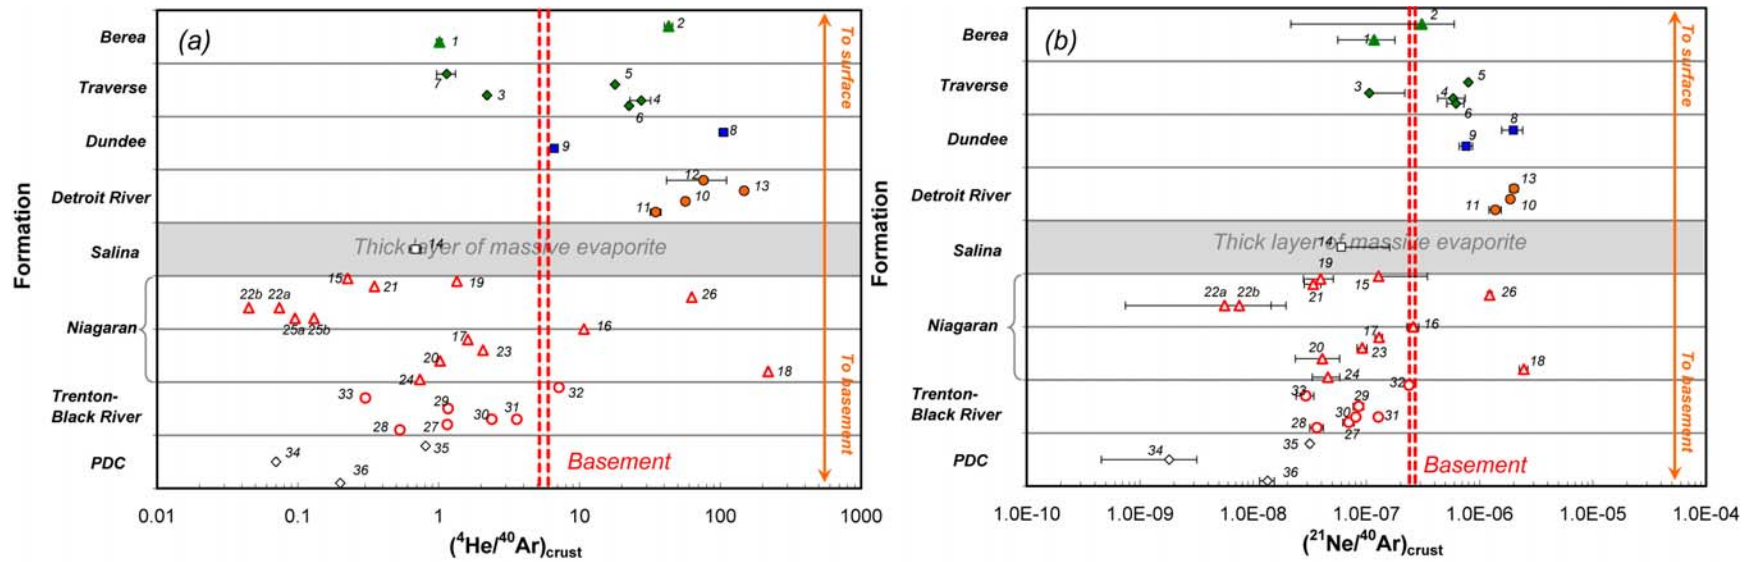 (a)
Formation
Berea
Traverse
Dundee
Detroit River
Salina
Niagaran
Trenton-
Black River
PDC
1
2
7
3
5
4
6
8
9
12
13
10
11
Thick layer of massive evaporite
14
15
21
19
22b 22a
25a 25b
26
16
17
23
20
24
18
33
29
32
28
27
30
31
35
34
36
Basement
To surface
To basement
0.01 0.1 1 10 100 1000
(4He/40Ar)crust
(b)
Formation
Berea
Traverse
Dundee
Detroit River
Salina
Niagaran
Trenton-
Black River
PDC
2
1
5
3
4
6
8
9
13
11
10
Thick layer of massive evaporite
14
19
15
21
22a 22b
26
16
17
23
20
24
18
32
33
29
30
31
28
27
35
34
36
Basement
To surface
To basement
1.0E-10 1.0E-09 1.0E-08 1.0E-07 1.0E-06 1.0E-05 1.0E-04
(21Ne/40Ar)crust